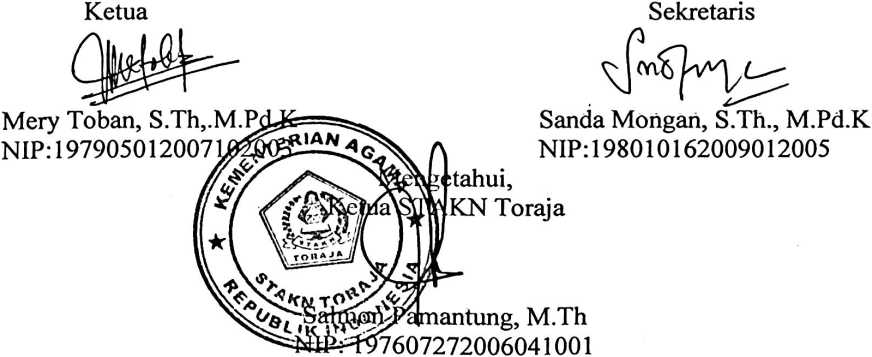 Ketua
Sekretaris
Mery Toban, S.Th,.M.Pd.K
NIP:197905012007102005
Sanda Mongan, S.Th., M.Pd.K
NIP:198010162009012005
KEMENTERIAN AGAMA
REPUBLIK INDONESIA
STAKN
TORAJA
STAKN TORAJA
Mengetahui,
Ketua STAKN Toraja
Salmon Pamantung, M.Th
NIP: 197607272006041001